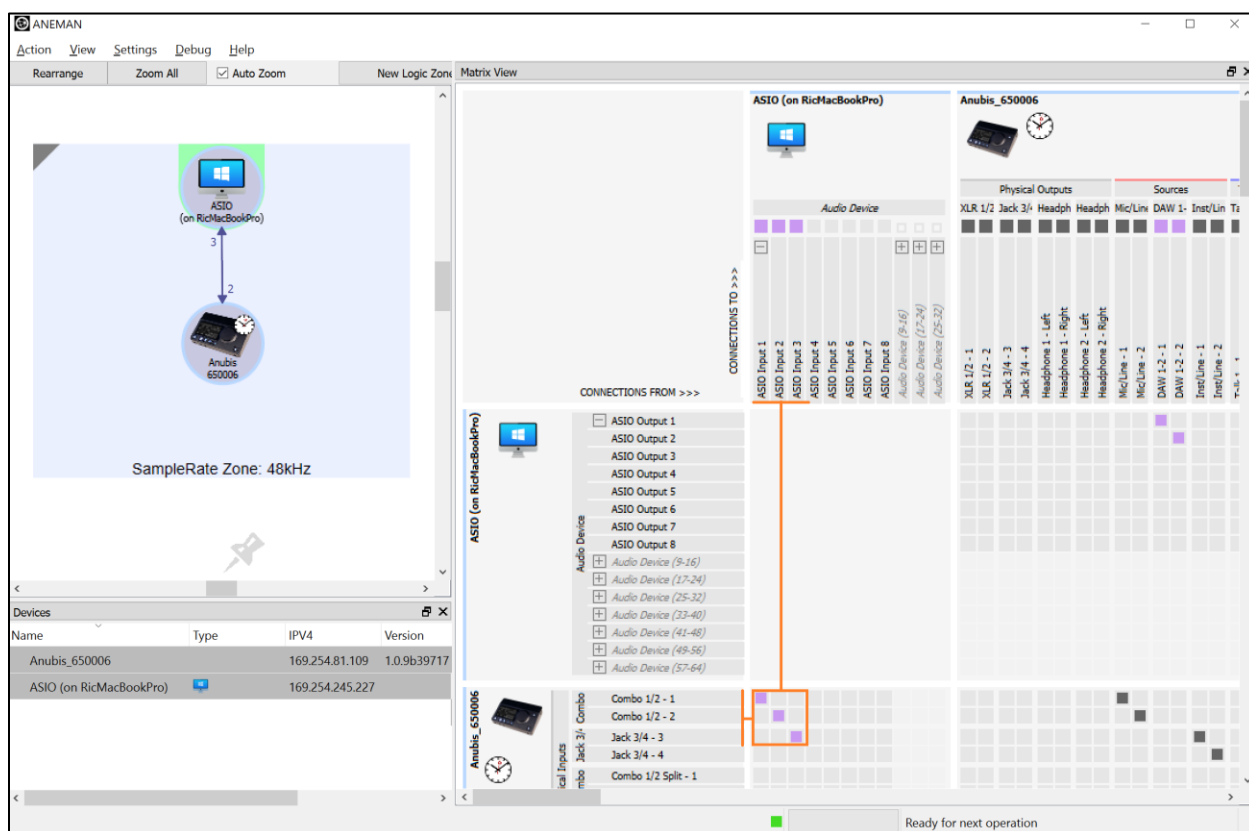 ANEMAN
Action View Settings Debug Help
Rearrange Zoom All Auto Zoom New Logic Zone
ASIO
(on RicMacBookPro)
3
2
Anubis
650006
SampleRate Zone: 48kHz
Devices
Name Type IPV4 Version
Anubis_650006 169.254.81.109 1.0.9b39717
ASIO (on RicMacBookPro) 169.254.245.227
Matrix View
ASIO (on RicMacBookPro) Anubis_650006
Physical Outputs Sources
Audio Device
XLR 1/2 Jack 3/4 Headph Headph Mic/Line DAW 1- Inst/Lin Ta
CONNECTIONS TO >>>
CONNECTIONS FROM >>>
ASIO Input 1
ASIO Input 2
ASIO Input 3
ASIO Input 4
ASIO Input 5
ASIO Input 6
ASIO Input 7
ASIO Input 8
Audio Device (9-16)
Audio Device (17-24)
Audio Device (25-32)
XLR 1/2 - 1
XLR 1/2 - 2
Jack 3/4 - 3
Jack 3/4 - 4
Headphone 1 - Left
Headphone 1 - Right
Headphone 2 - Left
Headphone 2 - Right
Mic/Line - 1
Mic/Line - 2
DAW 1-2 - 1
DAW 1-2 - 2
Inst/Line - 1
Inst/Line - 2
ASIO (on RicMacBookPro)
Audio Device
ASIO Output 1
ASIO Output 2
ASIO Output 3
ASIO Output 4
ASIO Output 5
ASIO Output 6
ASIO Output 7
ASIO Output 8
Audio Device (9-16)
Audio Device (17-24)
Audio Device (25-32)
Audio Device (33-40)
Audio Device (41-48)
Audio Device (49-56)
Audio Device (57-64)
Anubis_650006
ical Inputs
Combo
Jack 3/4
mbo
Combo 1/2 - 1
Combo 1/2 - 2
Jack 3/4 - 3
Jack 3/4 - 4
Combo 1/2 Split - 1
Ready for next operation